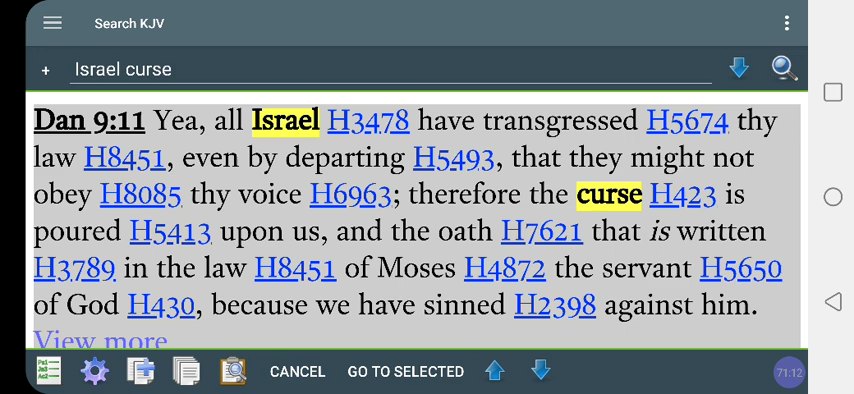 Search KJV
+ Israel curse
Dan 9:11 Yea, all Israel H3478 have transgressed H5674 thy
law H8451, even by departing H5493, that they might not
obey H8085 thy voice H6963; therefore the curse H423 is
poured H5413 upon us, and the oath H7621 that is written
H3789 in the law H8451 of Moses H4872 the servant H5650
of God H430, because we have sinned H2398 against him.
View more
CANCEL GO TO SELECTED 71:12